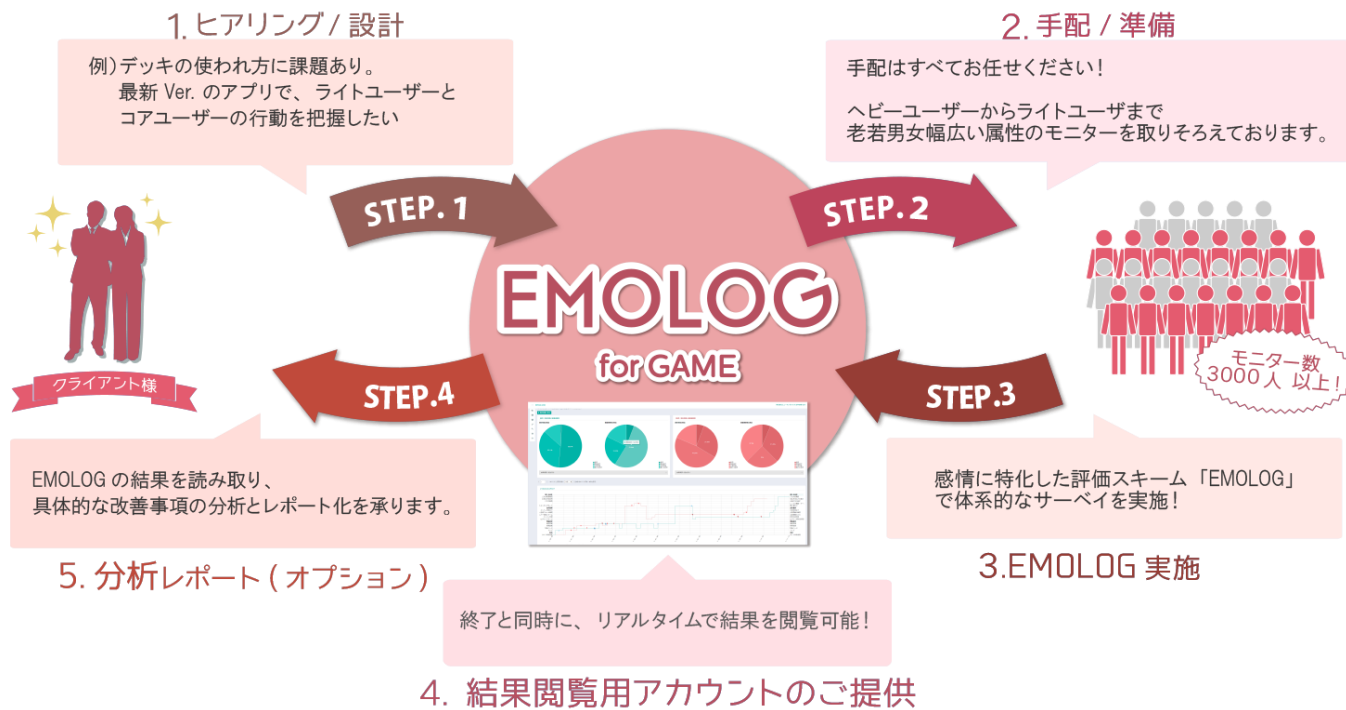 1. ヒアリング / 設計
例)デッキの使われ方に課題あり。
最新 Ver. のアプリで、ライトユーザーと
コアユーザーの行動を把握したい
2. 手配 / 準備
手配はすべてお任せください!
ヘビーユーザーからライトユーザまで
老若男女幅広い属性のモニターを取りそろえております。
STEP. 1
STEP. 2
EMOLOG
for GAME
クライアント様
STEP.4
STEP.3
モニター数
3000人 以上!
EMOLOG の結果を読み取り、
具体的な改善事項の分析とレポート化を承ります。
5. 分析レポート ( オプション )
感情に特化した評価スキーム「EMOLOG」
で体系的なサーベイを実施!
3.EMOLOG 実施
終了と同時に、リアルタイムで結果を閲覧可能!
4. 結果閲覧用アカウントのご提供